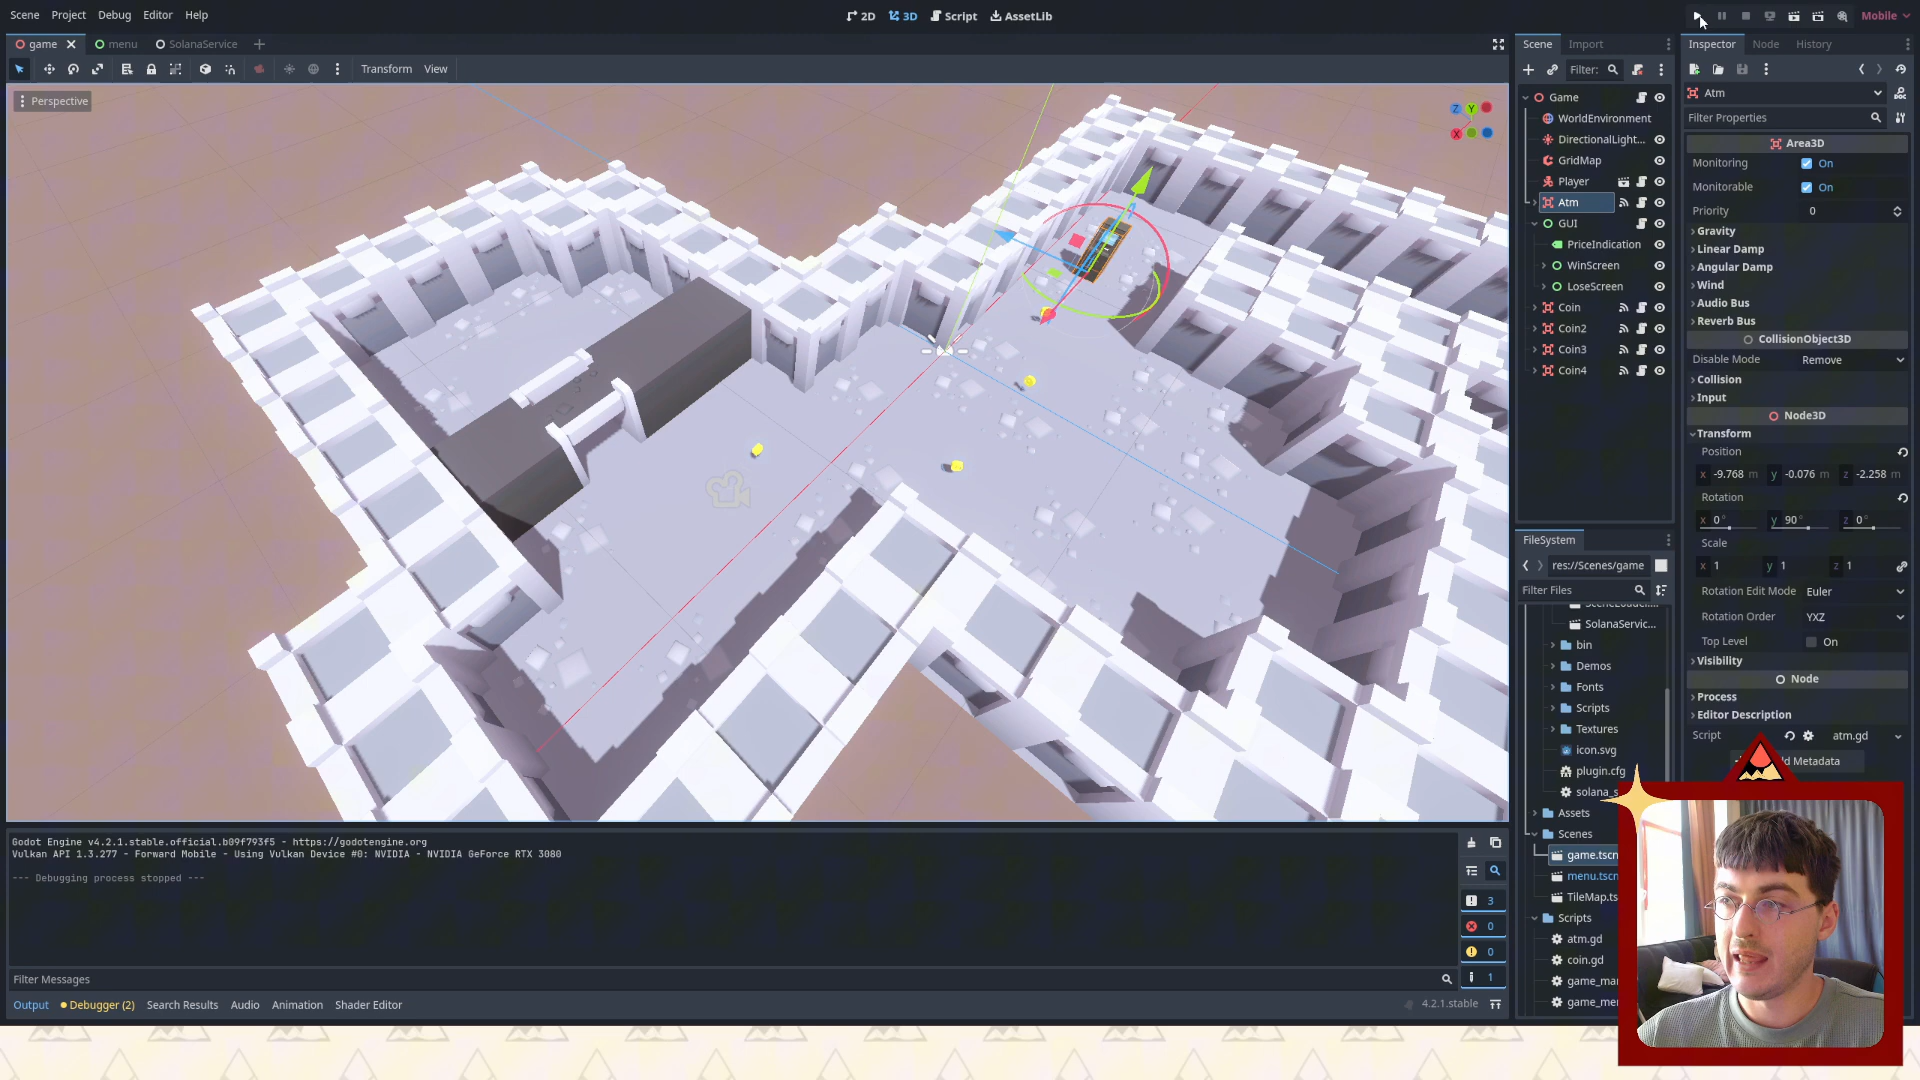 Scene Project Debug Editor Help
2D 3D Script AssetLib
Mobile
game menu SolanaService
Transform View
Perspective
Z Y X
Scene Import
Filter:
Game
WorldEnvironment
DirectionalLight...
GridMap
Player
Atm
GUI
PriceIndication
WinScreen
LoseScreen
Coin
Coin2
Coin3
Coin4
FileSystem
res://Scenes/game
Filter Files
SolanaServic...
bin
Demos
Fonts
Scripts
Textures
icon.svg
plugin.cfg
solana_s
Assets
Scenes
game.tscn
menu.tscn
TileMap.ts
Scripts
atm.gd
coin.gd
game_ma
game_me
Inspector Node History
Atm
Filter Properties
Area3D
Monitoring On
Monitorable On
Priority 0
Gravity
Linear Damp
Angular Damp
Wind
Audio Bus
Reverb Bus
CollisionObject3D
Disable Mode Remove
Collision
Input
Node3D
Transform
Position
x -9.768 m y -0.076 m z -2.258 m
Rotation
x 0° y 90° z 0°
Scale
x 1 y 1 z 1
Rotation Edit Mode Euler
Rotation Order YXZ
Top Level On
Visibility
Node
Process
Editor Description
Script atm.gd
Metadata
Godot Engine v4.2.1.stable.official.b09f793f5 - https://godotengine.org
Vulkan API 1.3.277 - Forward Mobile - Using Vulkan Device #0: NVIDIA - NVIDIA GeForce RTX 3080
--- Debugging process stopped ---
3
0
0
1
Filter Messages
Output Debugger (2) Search Results Audio Animation Shader Editor
4.2.1.stable